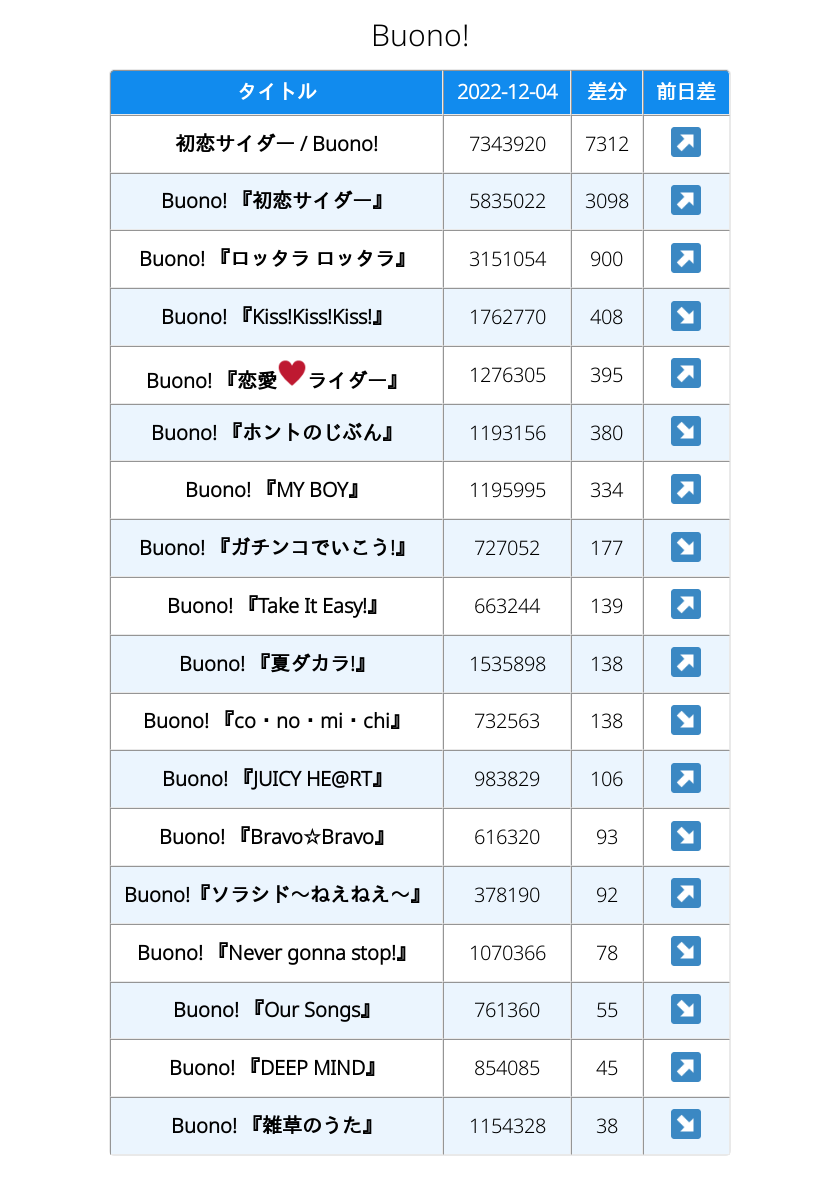 Buono!
タイトル 2022-12-04 差分 前日差
初恋サイダー / Buono! 7343920 7312 ↗
Buono! 『初恋サイダー』 5835022 3098 ↗
Buono! 『ロッタラ ロッタラ』 3151054 900 ↗
Buono! 『Kiss!Kiss!Kiss!』 1762770 408 ↘
Buono! 『恋愛♥ライダー』 1276305 395 ↗
Buono! 『ホントのじぶん』 1193156 380 ↘
Buono! 『MY BOY』 1195995 334 ↗
Buono! 『ガチンコでいこう!』 727052 177 ↘
Buono! 『Take It Easy!』 663244 139 ↗
Buono! 『夏ダカラ!』 1535898 138 ↗
Buono! 『co・no・mi・chi』 732563 138 ↘
Buono! 『JUICY HE@RT』 983829 106 ↗
Buono! 『Bravo☆Bravo』 616320 93 ↘
Buono!『ソラシド〜ねえねえ〜』 378190 92 ↗
Buono! 『Never gonna stop!』 1070366 78 ↘
Buono! 『Our Songs』 761360 55 ↘
Buono! 『DEEP MIND』 854085 45 ↗
Buono! 『雑草のうた』 1154328 38 ↘